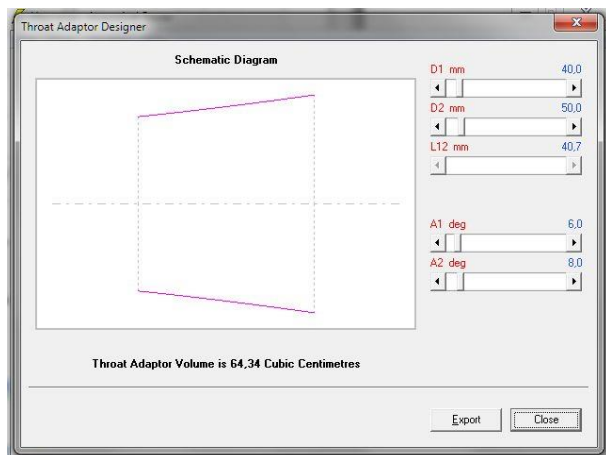 Throat Adaptor Designer
Schematic Diagram
D1 mm 40,0
D2 mm 50,0
L12 mm 40,7
A1 deg 6,0
A2 deg 8,0
Throat Adaptor Volume is 64,34 Cubic Centimetres
Export Close